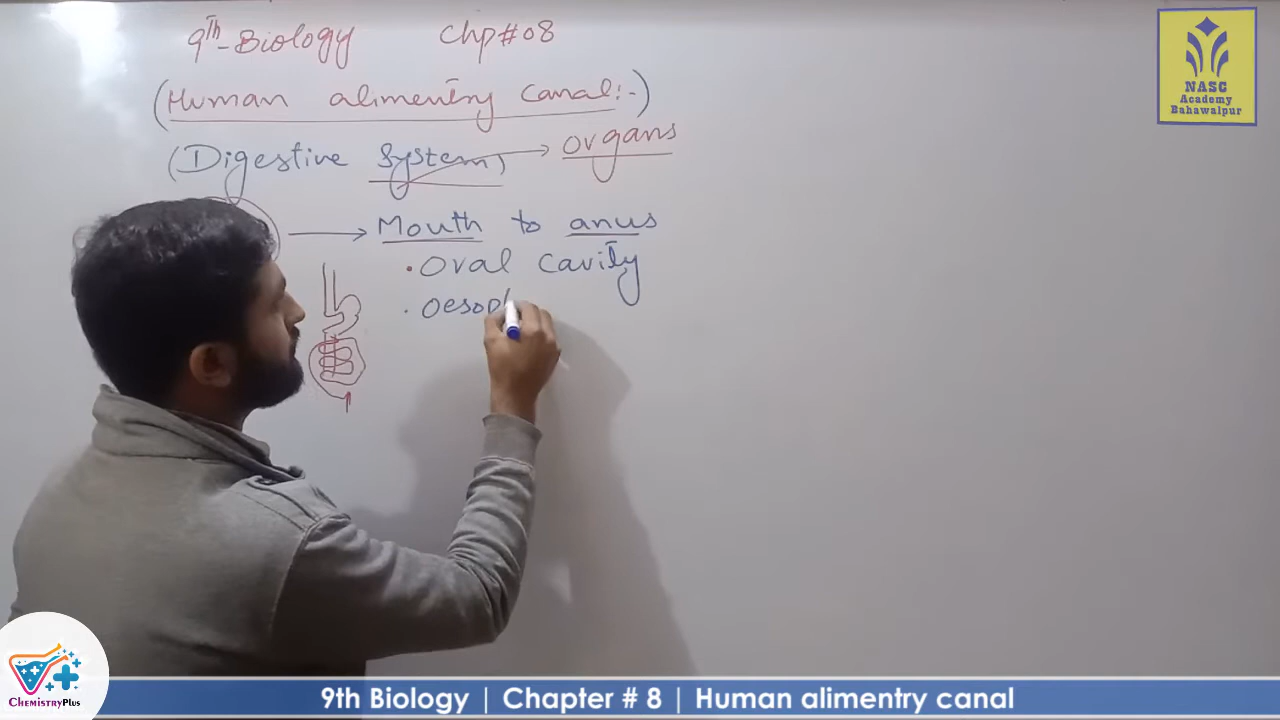 9Th-Biology Chp#08
(Human alimentry Canal:-)
(Digestive System) → organs
→ Mouth to anus
• Oval cavity
• Oesop
NASC
Academy
Bahawalpur
CHEMISTRYPLUS
9th Biology | Chapter # 8 | Human alimentry canal